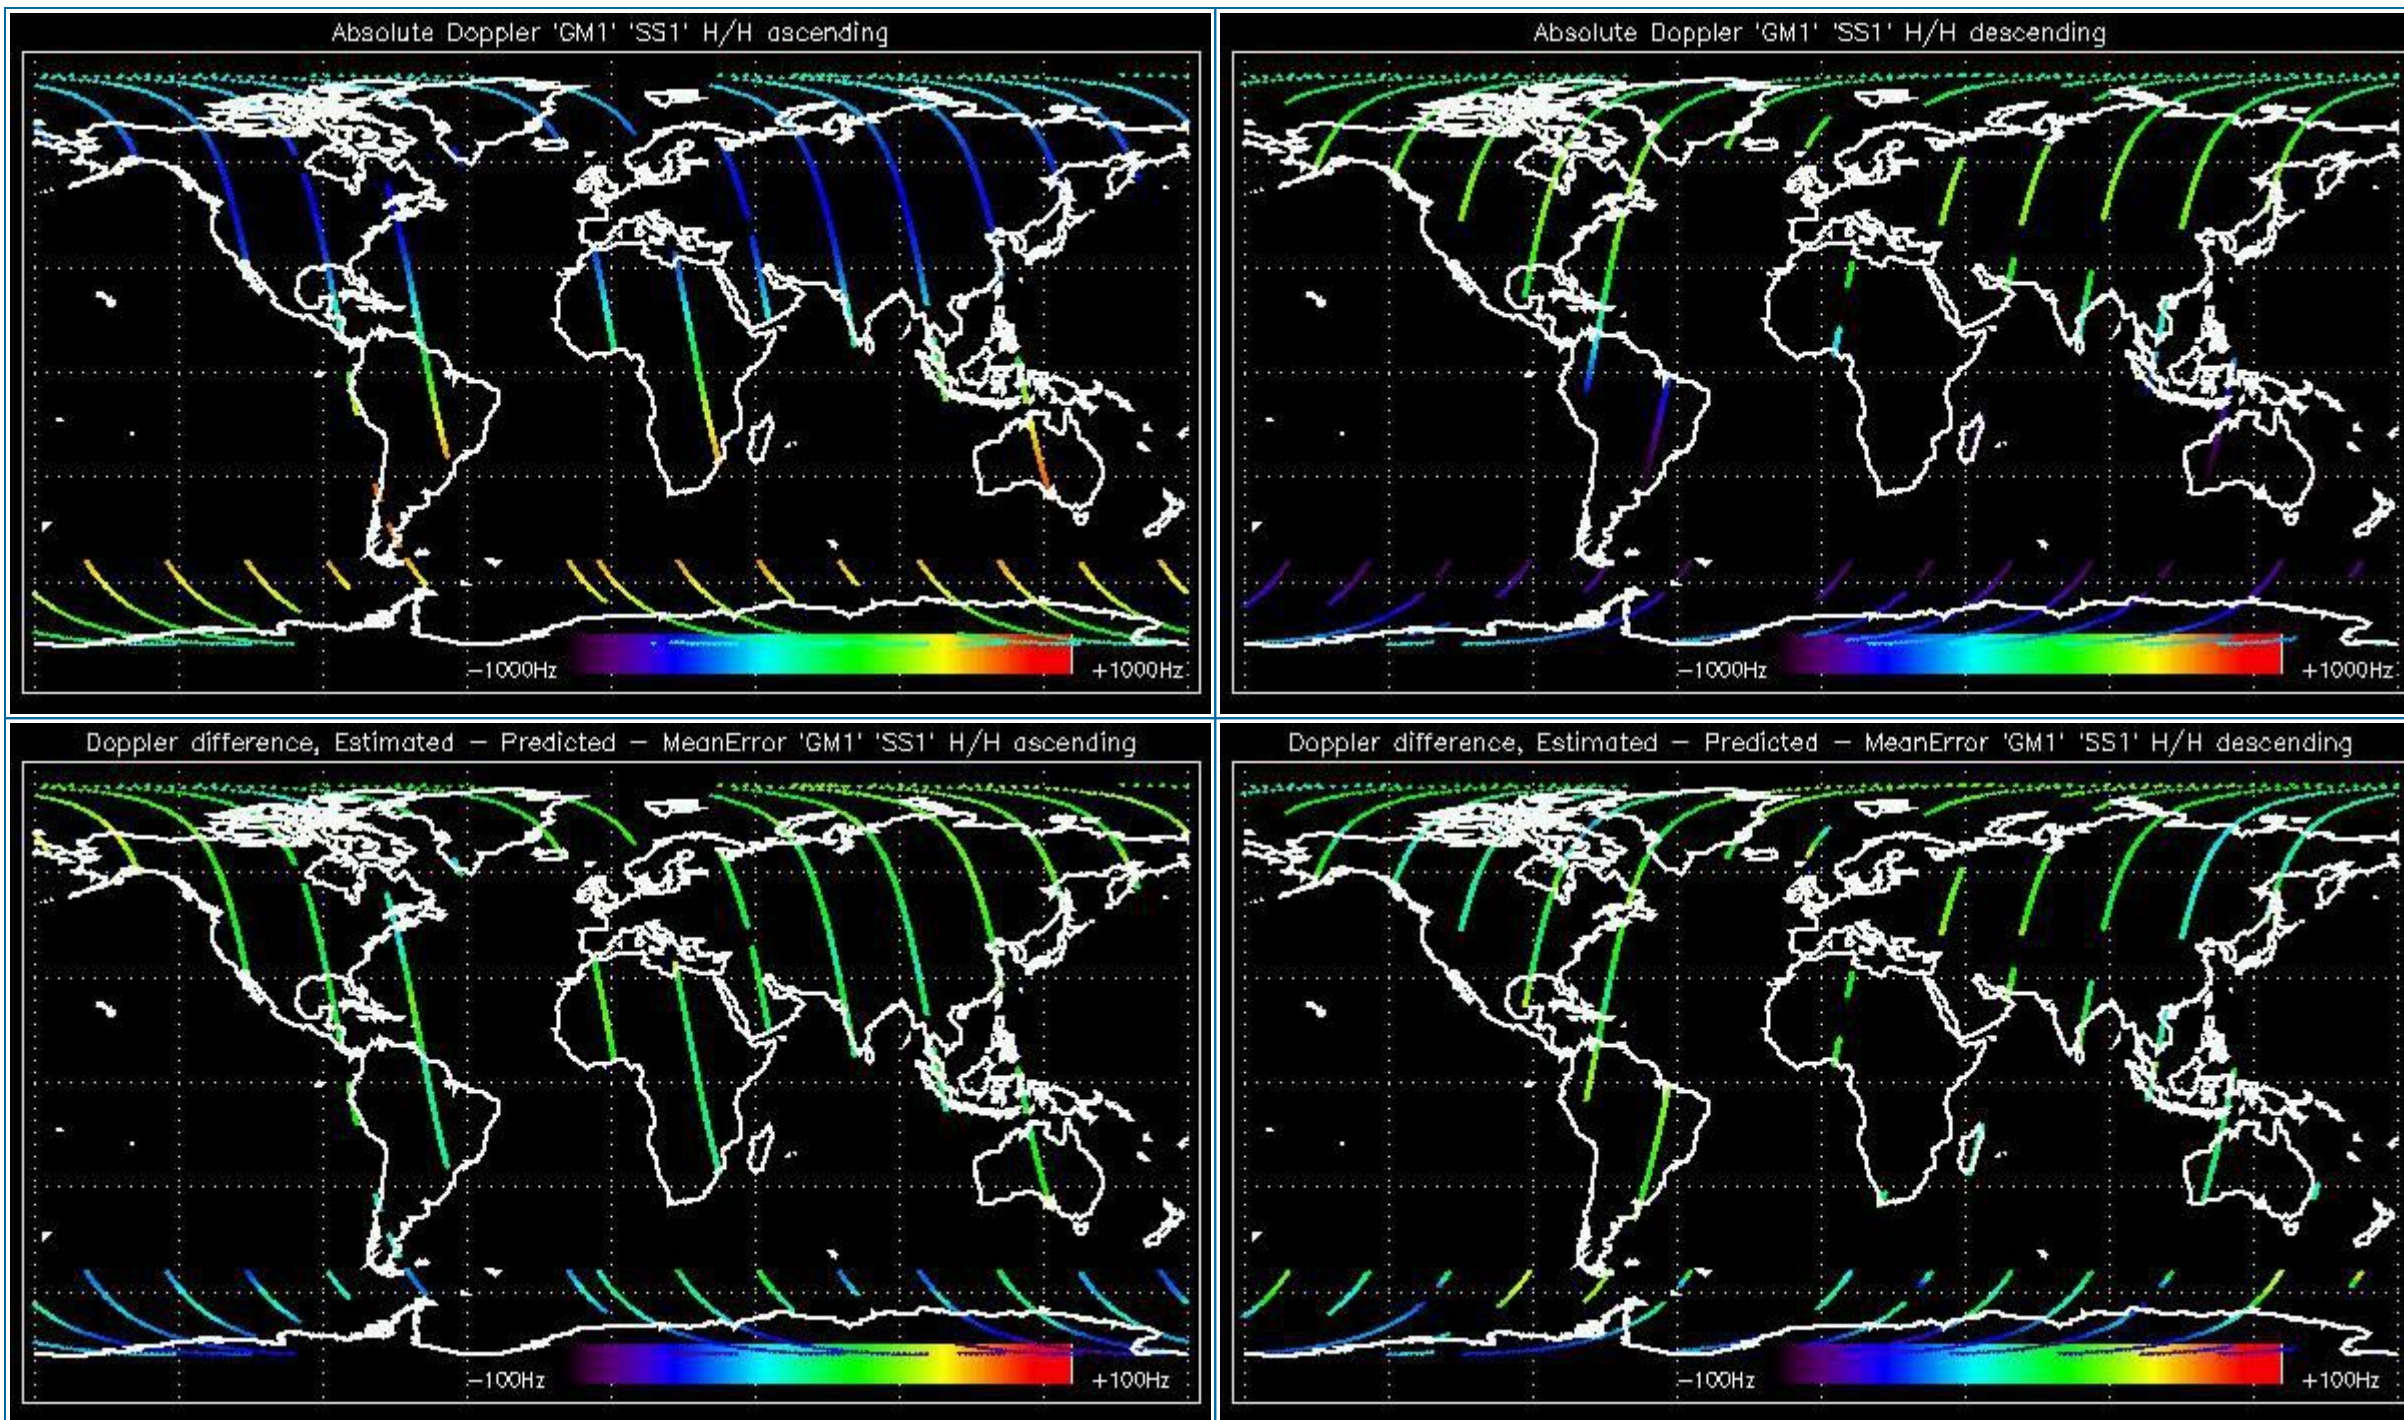 Absolute Doppler 'GM1' 'SS1' H/H ascending
−1000Hz
+1000Hz
Absolute Doppler 'GM1' 'SS1' H/H descending
−1000Hz
+1000Hz
Doppler difference, Estimated − Predicted − MeanError 'GM1' 'SS1' H/H ascending
−100Hz
+100Hz
Doppler difference, Estimated − Predicted − MeanError 'GM1' 'SS1' H/H descending
−100Hz
+100Hz